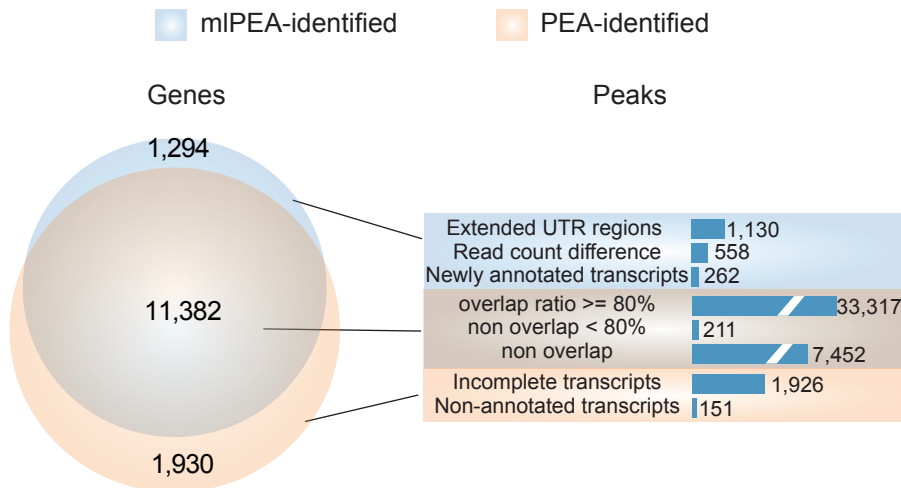 mlPEA-identified PEA-identified
Genes
Peaks
1,294
11,382
1,930
Extended UTR regions 1,130
Read count difference 558
Newly annotated transcripts 262
overlap ratio >= 80% 33,317
non overlap < 80% 211
non overlap 7,452
Incomplete transcripts 1,926
Non-annotated transcripts 151